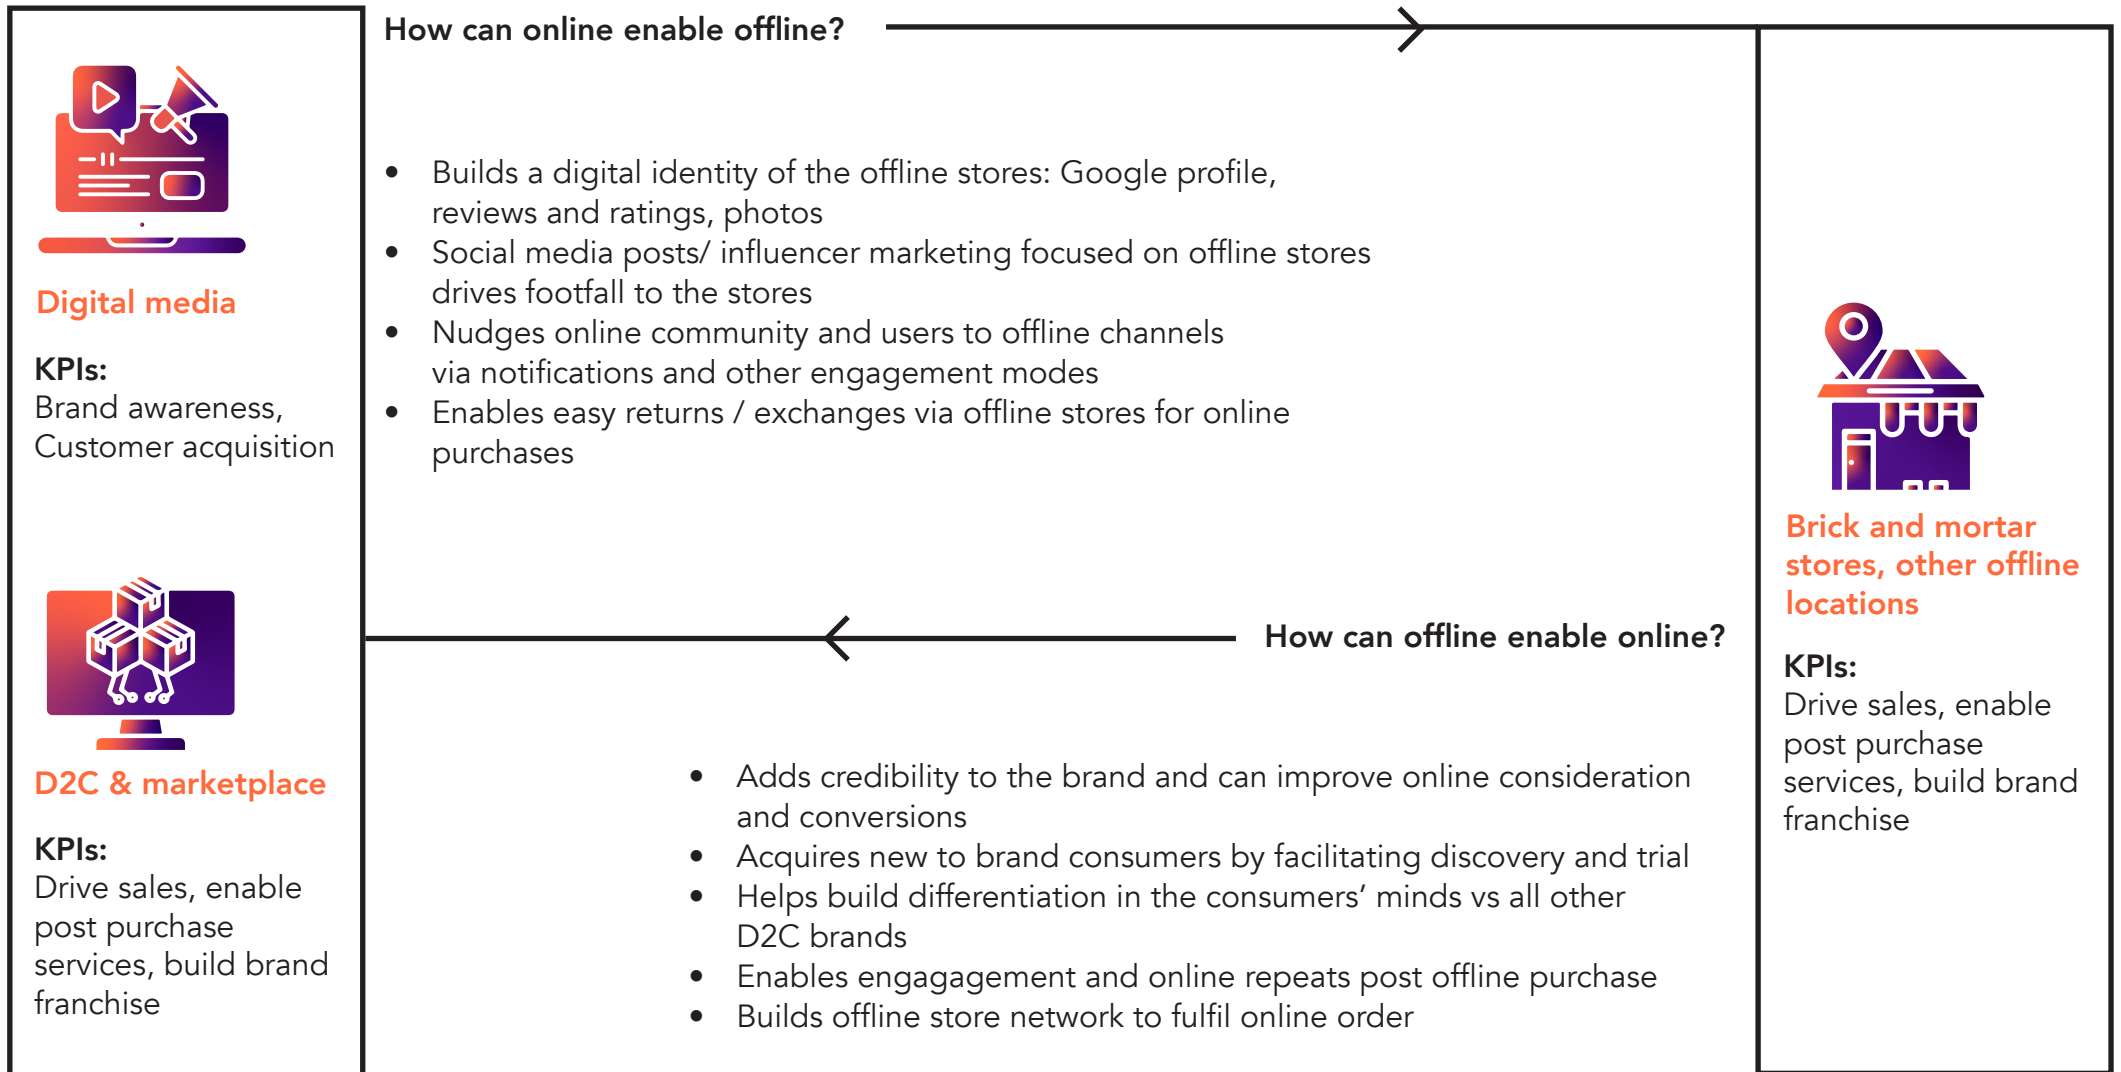 How can online enable offline?
Digital media
KPIs:
Brand awareness,
Customer acquisition
D2C & marketplace
KPIs:
Drive sales, enable
post purchase
services, build brand
franchise
• Builds a digital identity of the offline stores: Google profile,
reviews and ratings, photos
• Social media posts/ influencer marketing focused on offline stores
drives footfall to the stores
• Nudges online community and users to offline channels
via notifications and other engagement modes
• Enables easy returns / exchanges via offline stores for online
purchases
How can offline enable online?
• Adds credibility to the brand and can improve online consideration
and conversions
• Acquires new to brand consumers by facilitating discovery and trial
• Helps build differentiation in the consumers’ minds vs all other
D2C brands
• Enables engagagement and online repeats post offline purchase
• Builds offline store network to fulfil online order
Brick and mortar
stores, other offline
locations
KPIs:
Drive sales, enable
post purchase
services, build brand
franchise